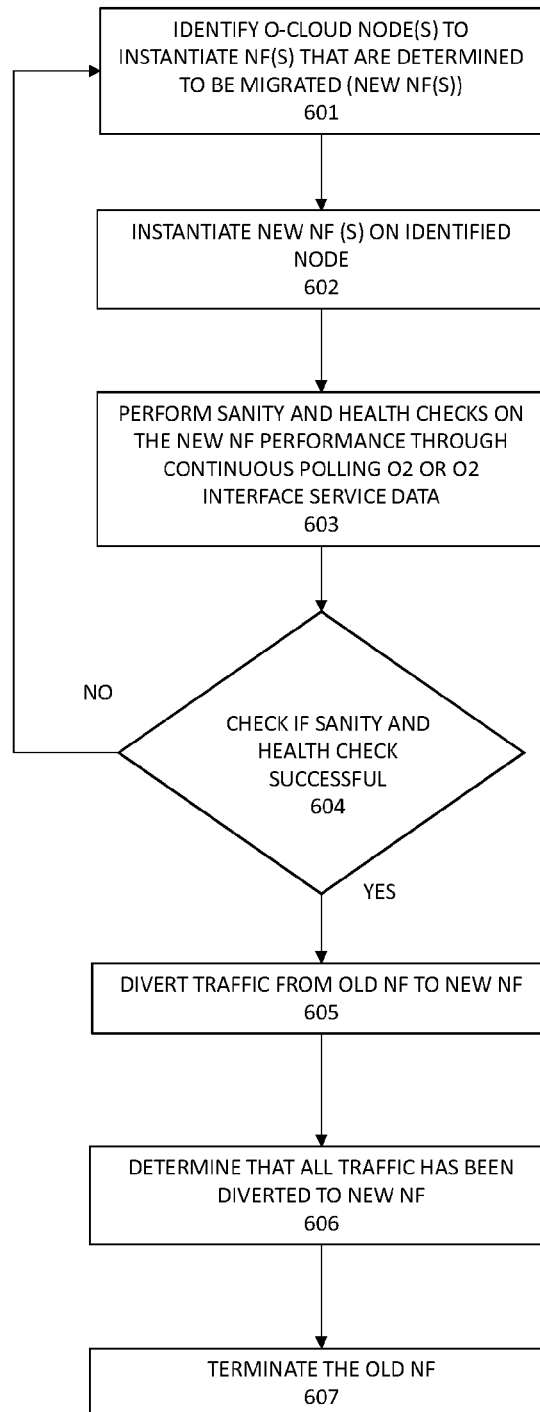 IDENTIFY O-CLOUD NODE(S) TO
INSTANTIATE NF(S) THAT ARE DETERMINED
TO BE MIGRATED (NEW NF(S))
601
INSTANTIATE NEW NF (S) ON IDENTIFIED
NODE
602
PERFORM SANITY AND HEALTH CHECKS ON
THE NEW NF PERFORMANCE THROUGH
CONTINUOUS POLLING O2 OR O2
INTERFACE SERVICE DATA
603
NO
CHECK IF SANITY AND
HEALTH CHECK
SUCCESSFUL
604
YES
DIVERT TRAFFIC FROM OLD NF TO NEW NF
605
DETERMINE THAT ALL TRAFFIC HAS BEEN
DIVERTED TO NEW NF
606
TERMINATE THE OLD NF
607